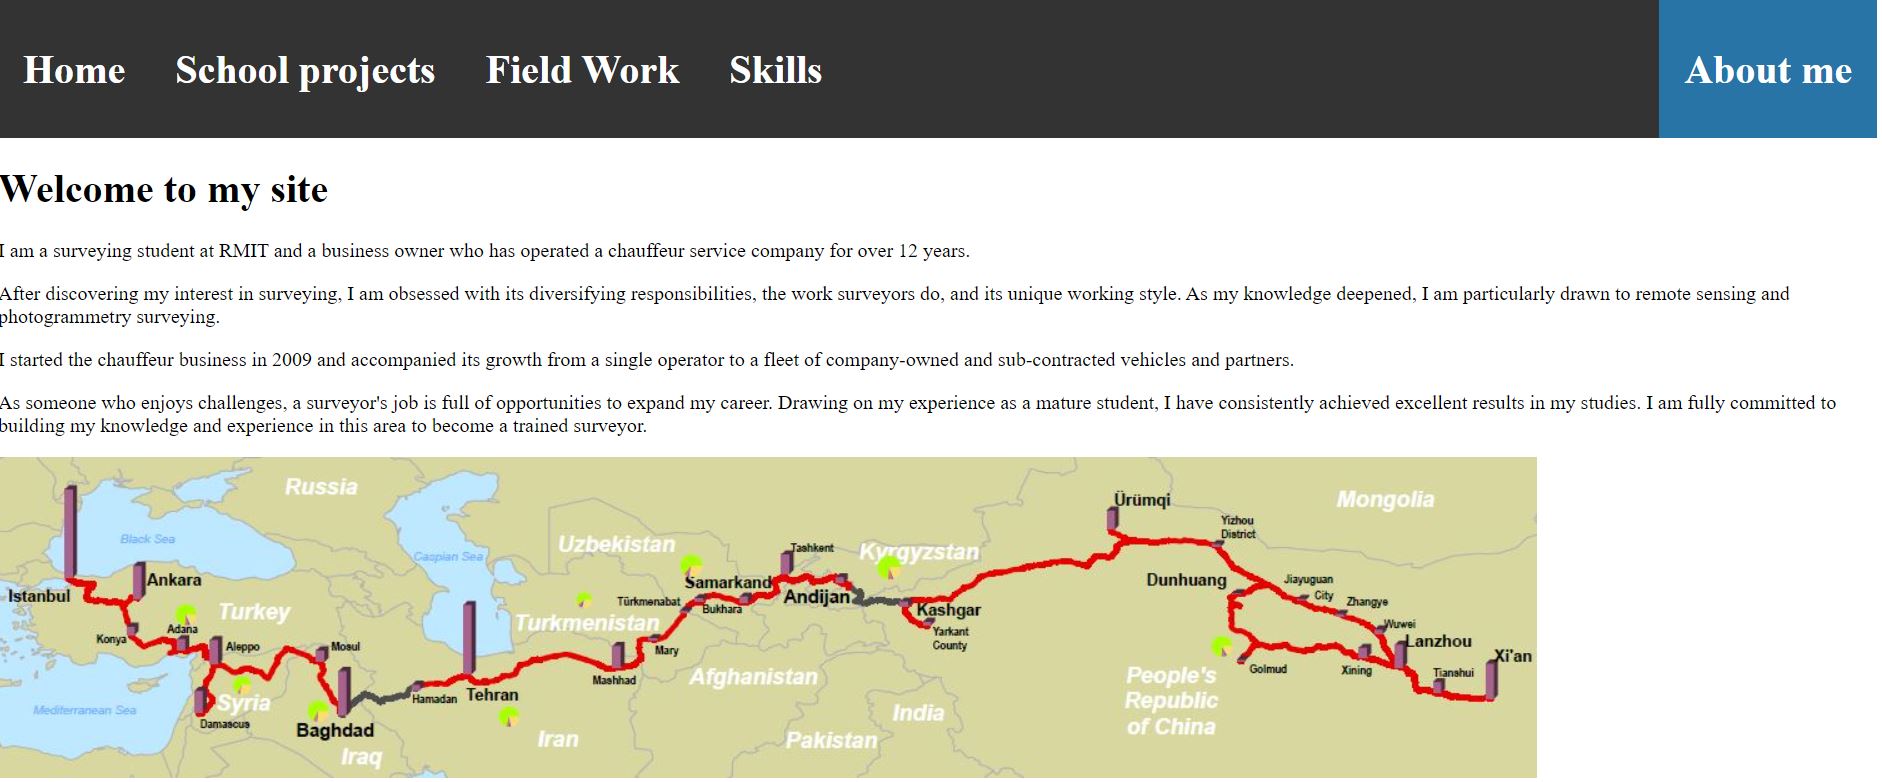 Home School projects Field Work Skills About me
Welcome to my site
I am a surveying student at RMIT and a business owner who has operated a chauffeur service company for over 12 years.
After discovering my interest in surveying, I am obsessed with its diversifying responsibilities, the work surveyors do, and its unique working style. As my knowledge deepened, I am particularly drawn to remote sensing and
photogrammetry surveying.
I started the chauffeur business in 2009 and accompanied its growth from a single operator to a fleet of company-owned and sub-contracted vehicles and partners.
As someone who enjoys challenges, a surveyor's job is full of opportunities to expand my career. Drawing on my experience as a mature student, I have consistently achieved excellent results in my studies. I am fully committed to
building my knowledge and experience in this area to become a trained surveyor.
Russia
Mongolia
Ürümqi
Yizhou
District
Black Sea
Caspian Sea
Uzbekistan
Tashkent
Kyrgyzstan
Ankara
Istanbul
Samarkand
Andijan
Dunhuang
Jiayuguan
City
Zhangye
Türkmenabat
Bukhara
Kashgar
Turkey
Turkmenistan
Yarkant
County
Wuwei
Konya
Adana
Aleppo
Mosul
Mary
Lanzhou
Xi'an
Mashhad
Afghanistan
Golmud
Xining
Tianshui
People's
Republic
of China
Hamadan
Tehran
Syria
Mediterranean Sea
Damascus
Baghdad
India
Iran
Pakistan
Iraq